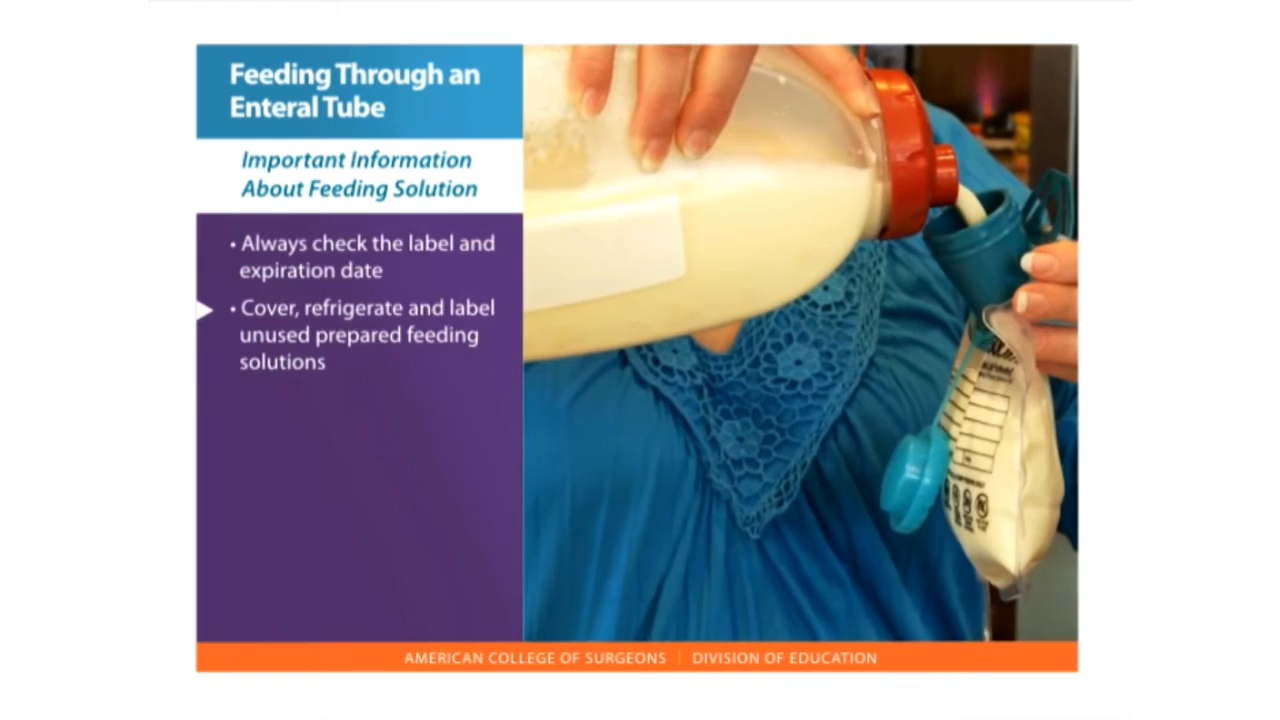 Feeding Through an
Enteral Tube
Important Information
About Feeding Solution
• Always check the label and
expiration date
• Cover, refrigerate and label
unused prepared feeding
solutions
AMERICAN COLLEGE OF SURGEONS | DIVISION OF EDUCATION